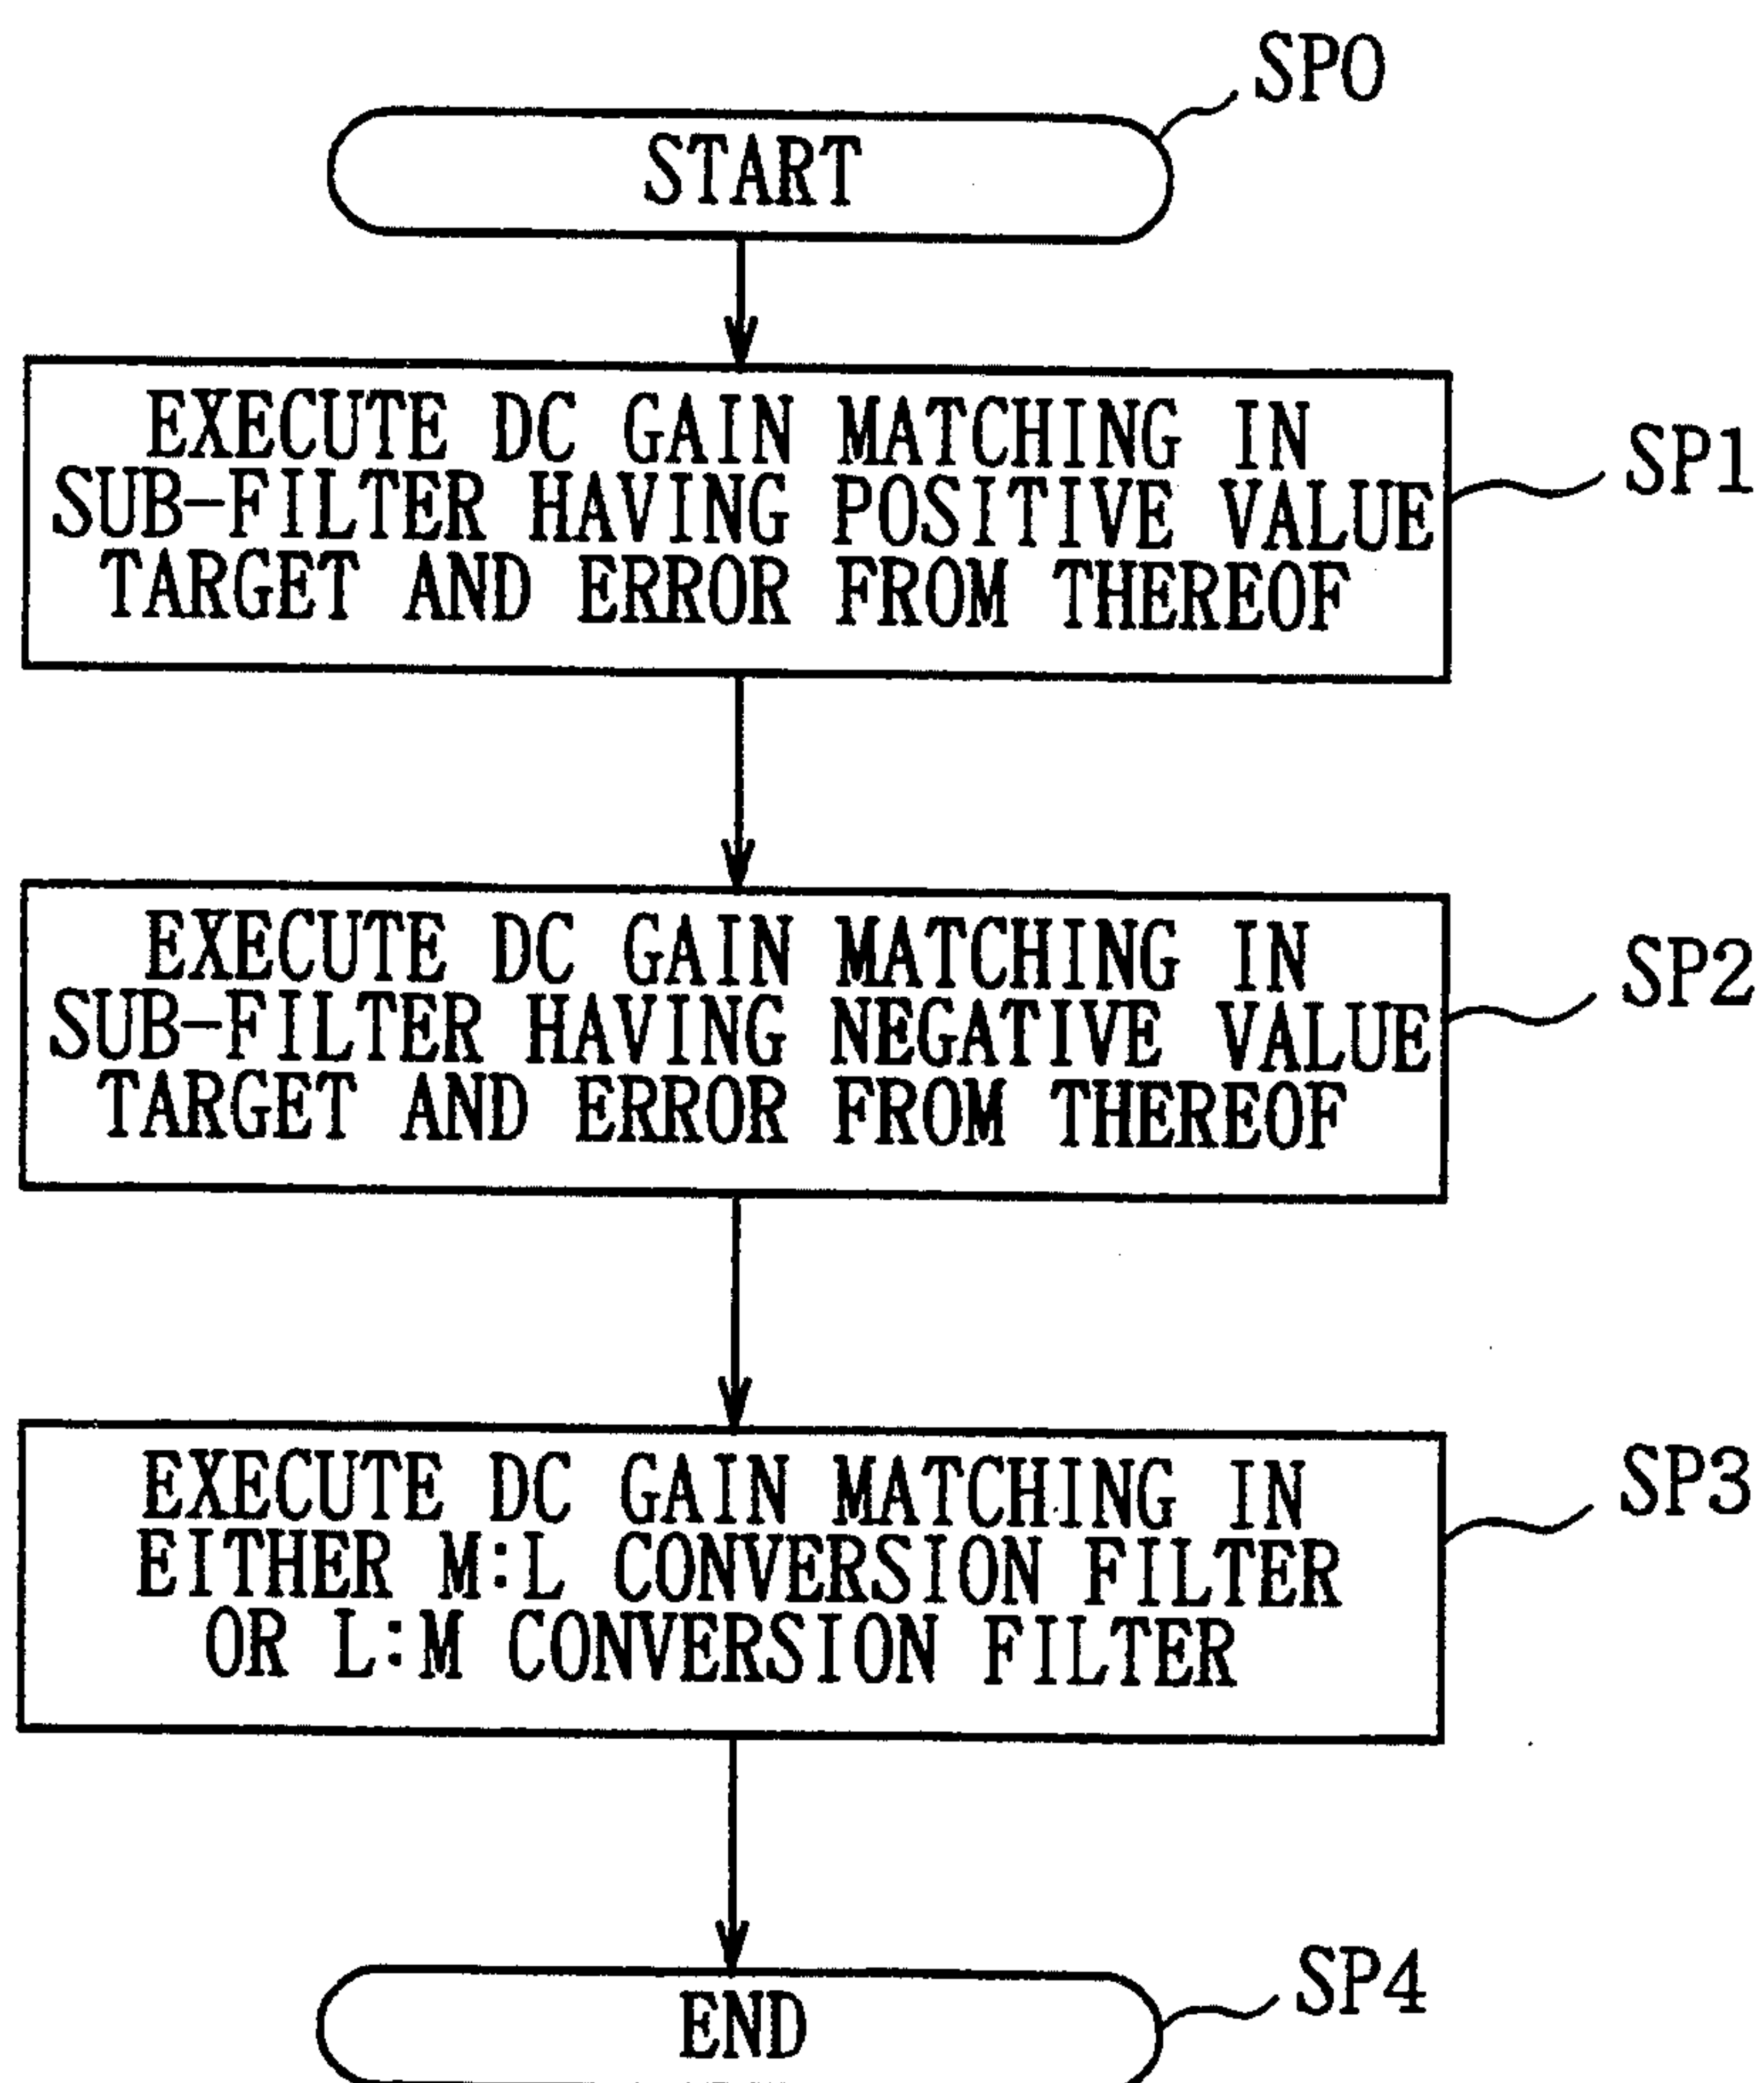 SP0
START
EXECUTE DC GAIN MATCHING IN
SUB-FILTER HAVING POSITIVE VALUE
TARGET AND ERROR FROM THEREOF
SP1
EXECUTE DC GAIN MATCHING IN
SUB-FILTER HAVING NEGATIVE VALUE
TARGET AND ERROR FROM THEREOF
SP2
EXECUTE DC GAIN MATCHING IN
EITHER M:L CONVERSION FILTER
OR L:M CONVERSION FILTER
SP3
END
SP4